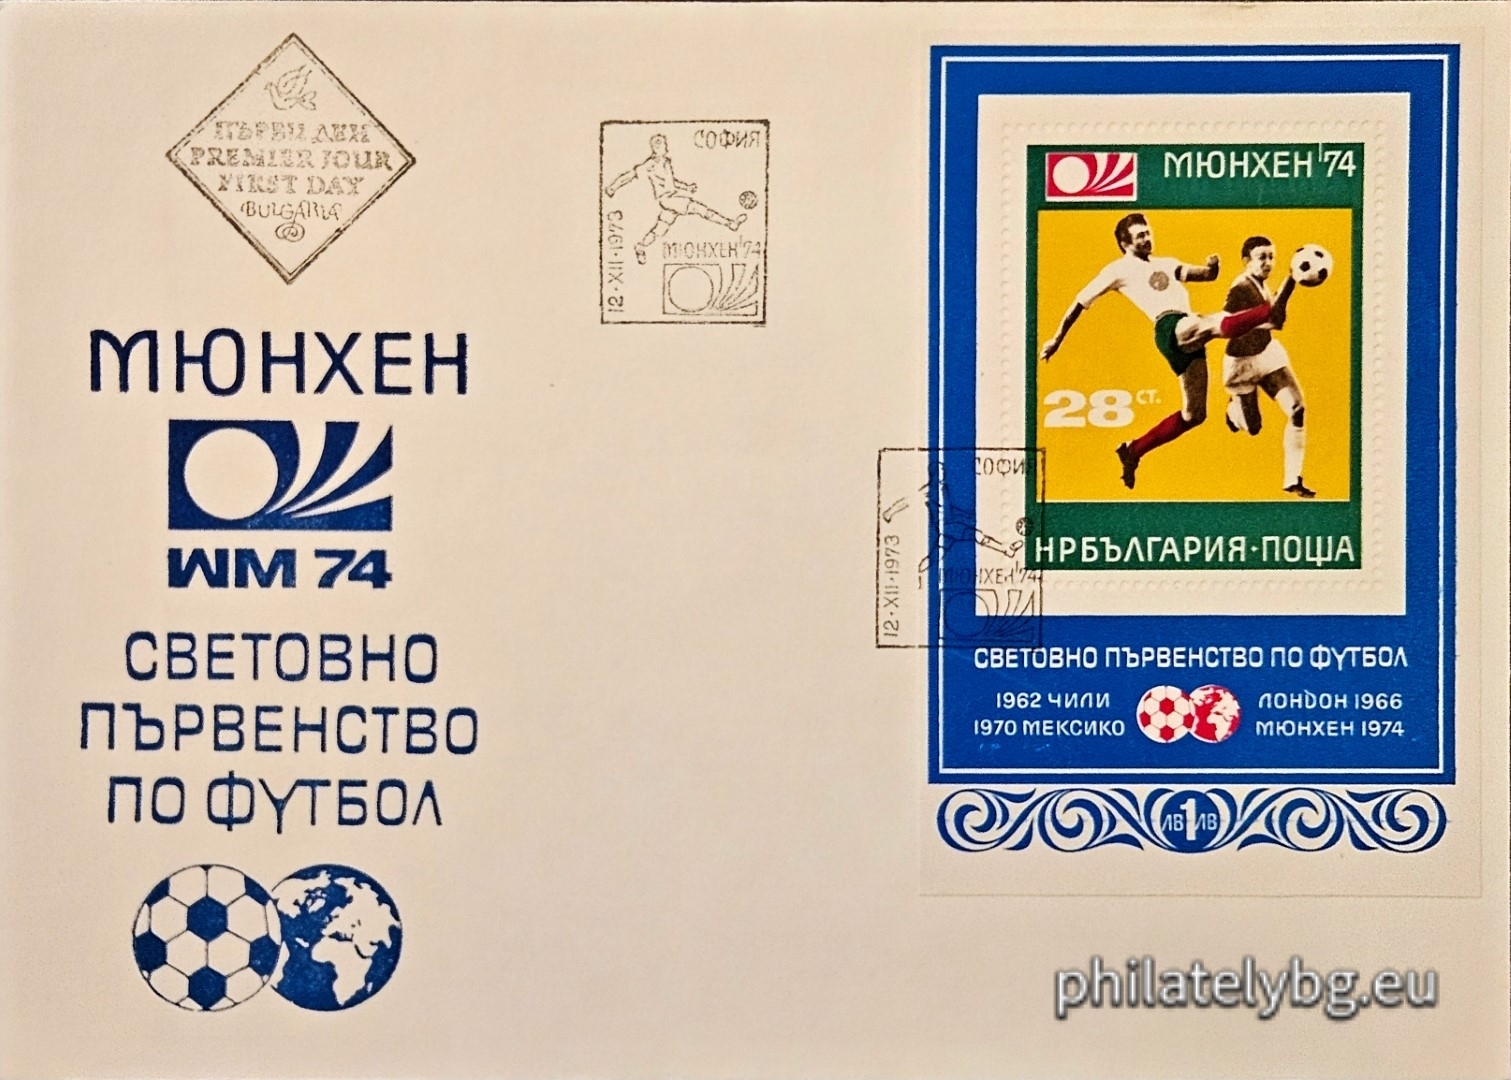 ПЪРВИ ДЕН
PREMIER JOUR
FIRST DAY
BULGARIA
СОФИЯ
12·XII·1973
МЮНХЕН'74
МЮНХЕН
WM 74
СВЕТОВНО
ПЪРВЕНСТВО
ПО ФУТБОЛ
МЮНХЕН'74
28 СТ.
НРБЪЛГАРИЯ·ПОЩА
СОФИЯ
12·XII·1973
МЮНХЕН'74
СВЕТОВНО ПЪРВЕНСТВО ПО ФУТБОЛ
1962 ЧИЛИ
1970 МЕКСИКО
ЛОНDОН 1966
МЮНХЕН 1974
ЛВ 1 ЛВ
philatelybg.eu